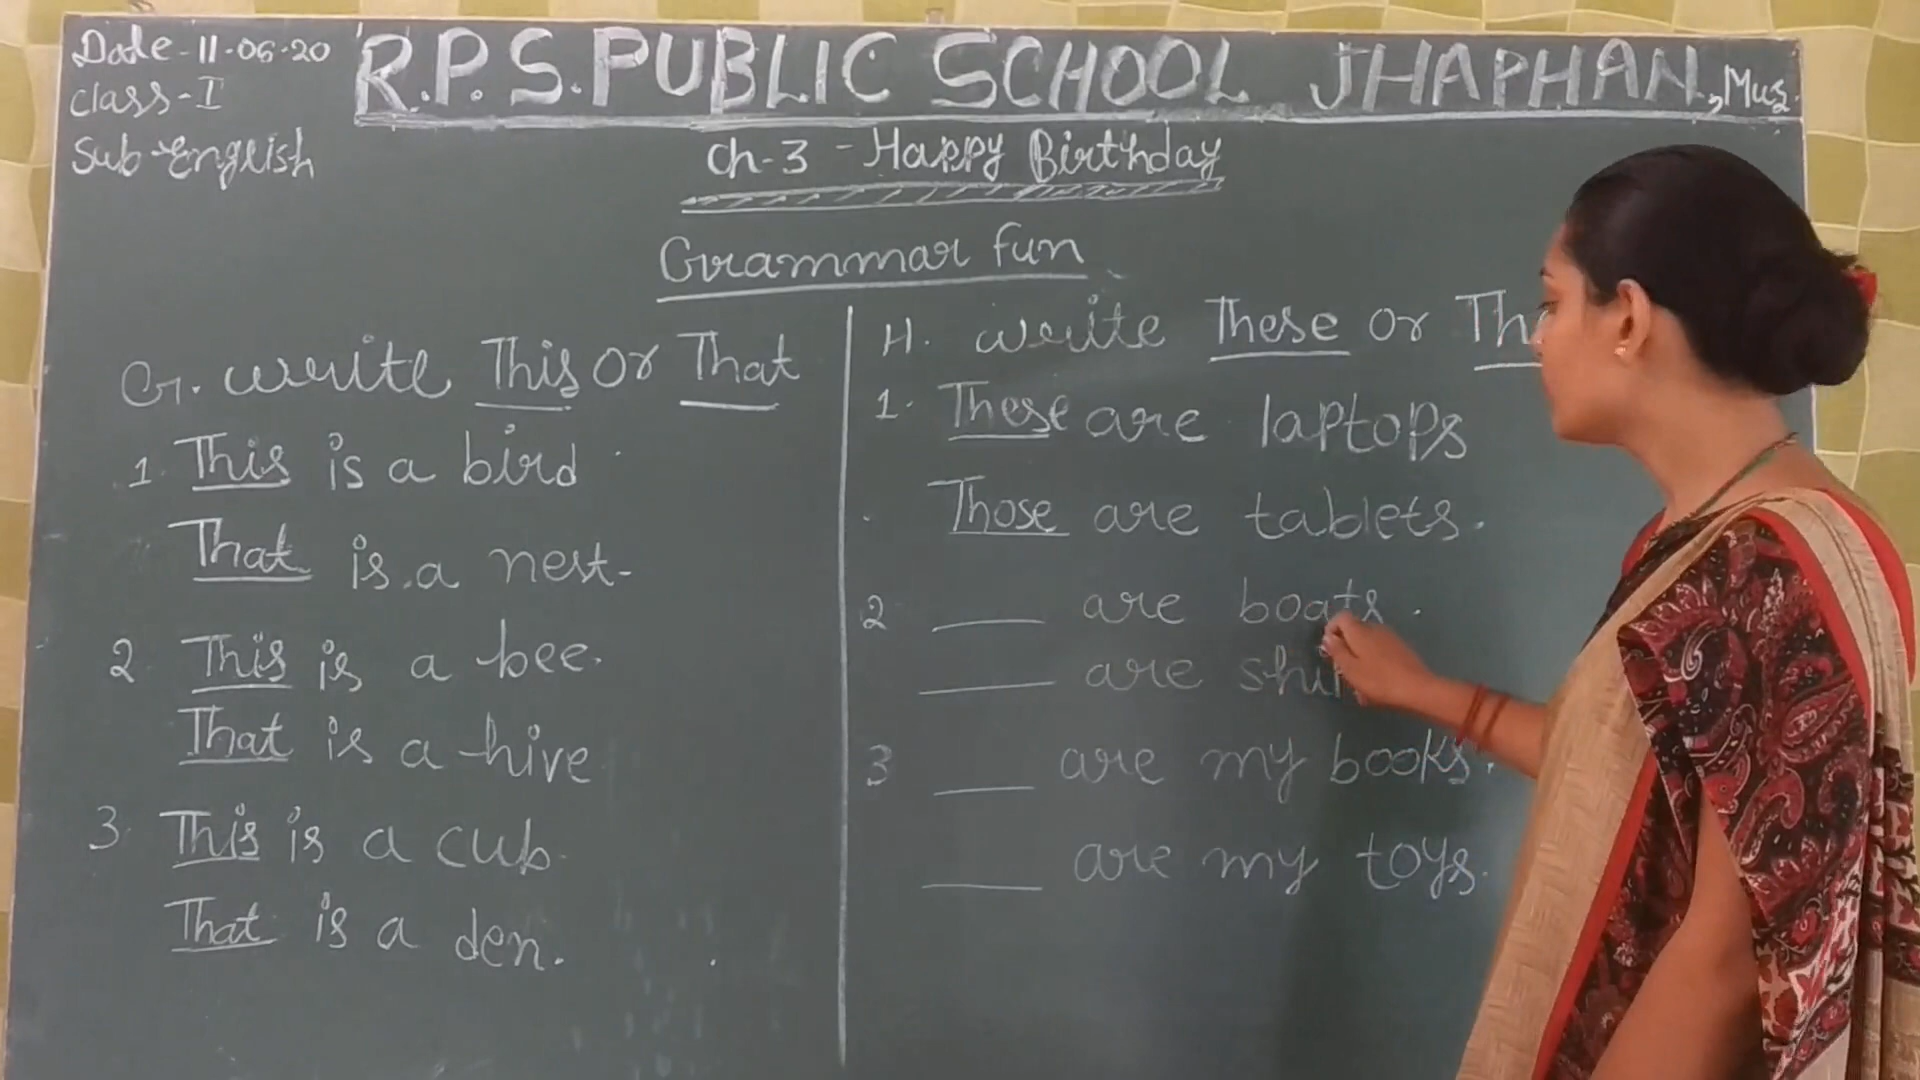 Date-11-06-20
Class-I
Sub-English
R.P.S.PUBLIC SCHOOL JHAPHAN,Muz.
Ch-3 - Happy Birthday
Grammar fun
G. Write This or That
1. This is a bird
That is a nest.
2 This is a bee.
That is a hive
3 This is a cub.
That is a den.
H. Write These or
1. These are laptops
Those are tablets.
2 ___ are boats.
___ are
3 ___ are my books.
___ are my toys.